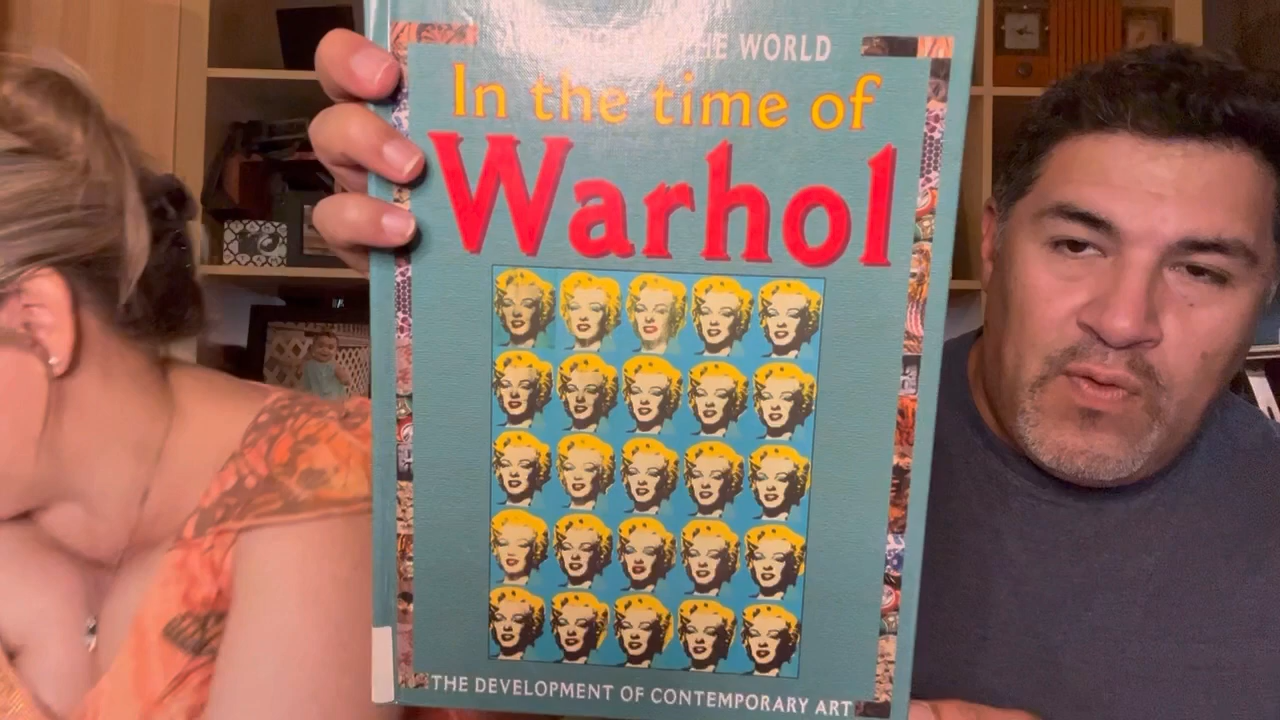 THE WORLD
In the time of
Warhol
THE DEVELOPMENT OF CONTEMPORARY ART